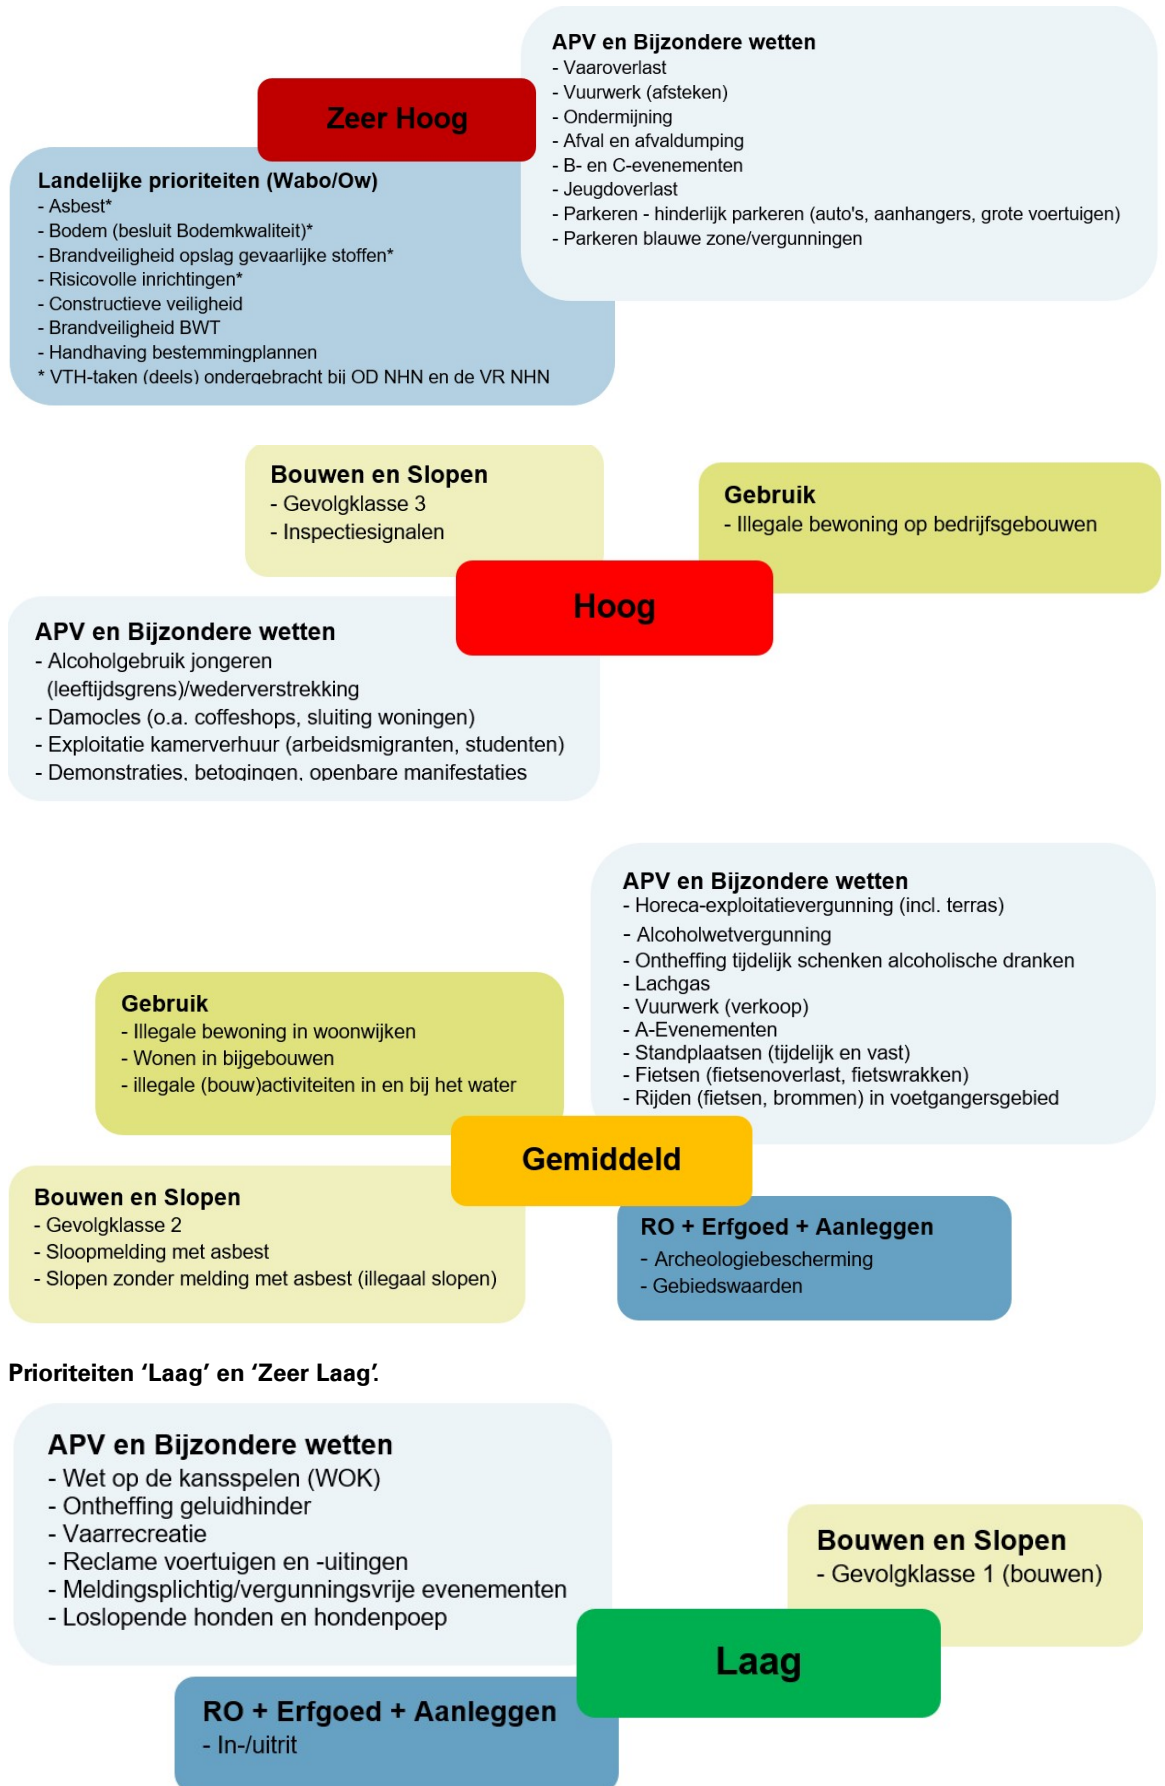 APV en Bijzondere wetten
- Vaaroverlast
- Vuurwerk (afsteken)
- Ondermijning
- Afval en afvaldumping
- B- en C-evenementen
- Jeugdoverlast
- Parkeren - hinderlijk parkeren (auto's, aanhangers, grote voertuigen)
- Parkeren blauwe zone/vergunningen
Zeer Hoog
Landelijke prioriteiten (Wabo/Ow)
- Asbest*
- Bodem (besluit Bodemkwaliteit)*
- Brandveiligheid opslag gevaarlijke stoffen*
- Risicovolle inrichtingen*
- Constructieve veiligheid
- Brandveiligheid BWT
- Handhaving bestemmingplannen
* VTH-taken (deels) ondergebracht bij OD NHN en de VR NHN
Bouwen en Slopen
- Gevolgklasse 3
- Inspectiesignalen
Gebruik
- Illegale bewoning op bedrijfsgebouwen
Hoog
APV en Bijzondere wetten
- Alcoholgebruik jongeren
(leeftijdsgrens)/wederverstrekking
- Damocles (o.a. coffeshops, sluiting woningen)
- Exploitatie kamerverhuur (arbeidsmigranten, studenten)
- Demonstraties, betogingen, openbare manifestaties
APV en Bijzondere wetten
- Horeca-exploitatievergunning (incl. terras)
- Alcoholwetvergunning
- Ontheffing tijdelijk schenken alcoholische dranken
- Lachgas
- Vuurwerk (verkoop)
- A-Evenementen
- Standplaatsen (tijdelijk en vast)
- Fietsen (fietsenoverlast, fietswrakken)
- Rijden (fietsen, brommen) in voetgangersgebied
Gebruik
- Illegale bewoning in woonwijken
- Wonen in bijgebouwen
- illegale (bouw)activiteiten in en bij het water
Gemiddeld
Bouwen en Slopen
- Gevolgklasse 2
- Sloopmelding met asbest
- Slopen zonder melding met asbest (illegaal slopen)
RO + Erfgoed + Aanleggen
- Archeologiebescherming
- Gebiedswaarden
Prioriteiten ‘Laag’ en ‘Zeer Laag’.
APV en Bijzondere wetten
- Wet op de kansspelen (WOK)
- Ontheffing geluidhinder
- Vaarrecreatie
- Reclame voertuigen en -uitingen
- Meldingsplichtig/vergunningsvrije evenementen
- Loslopende honden en hondenpoep
Bouwen en Slopen
- Gevolgklasse 1 (bouwen)
Laag
RO + Erfgoed + Aanleggen
- In-/uitrit